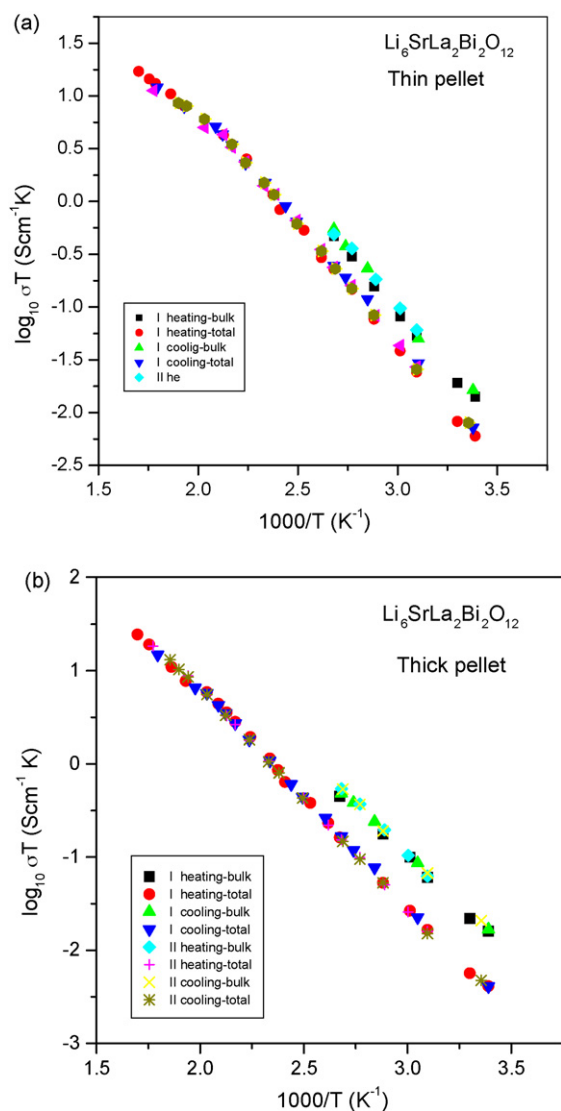 (a)
Li6SrLa2Bi2O12
Thin pellet
log10 σT (Scm-1K)
1.5
1.0
0.5
0.0
-0.5
-1.0
-1.5
-2.0
-2.5
I heating-bulk
I heating-total
I coolig-bulk
I cooling-total
II he
1.5 2.0 2.5 3.0 3.5
1000/T (K-1)
(b)
Li6SrLa2Bi2O12
Thick pellet
log10 σT (Scm-1 K)
2
1
0
-1
-2
-3
I heating-bulk
I heating-total
I cooling-bulk
I cooling-total
II heating-bulk
II heating-total
II cooling-bulk
II cooling-total
1.5 2.0 2.5 3.0 3.5
1000/T (K-1)